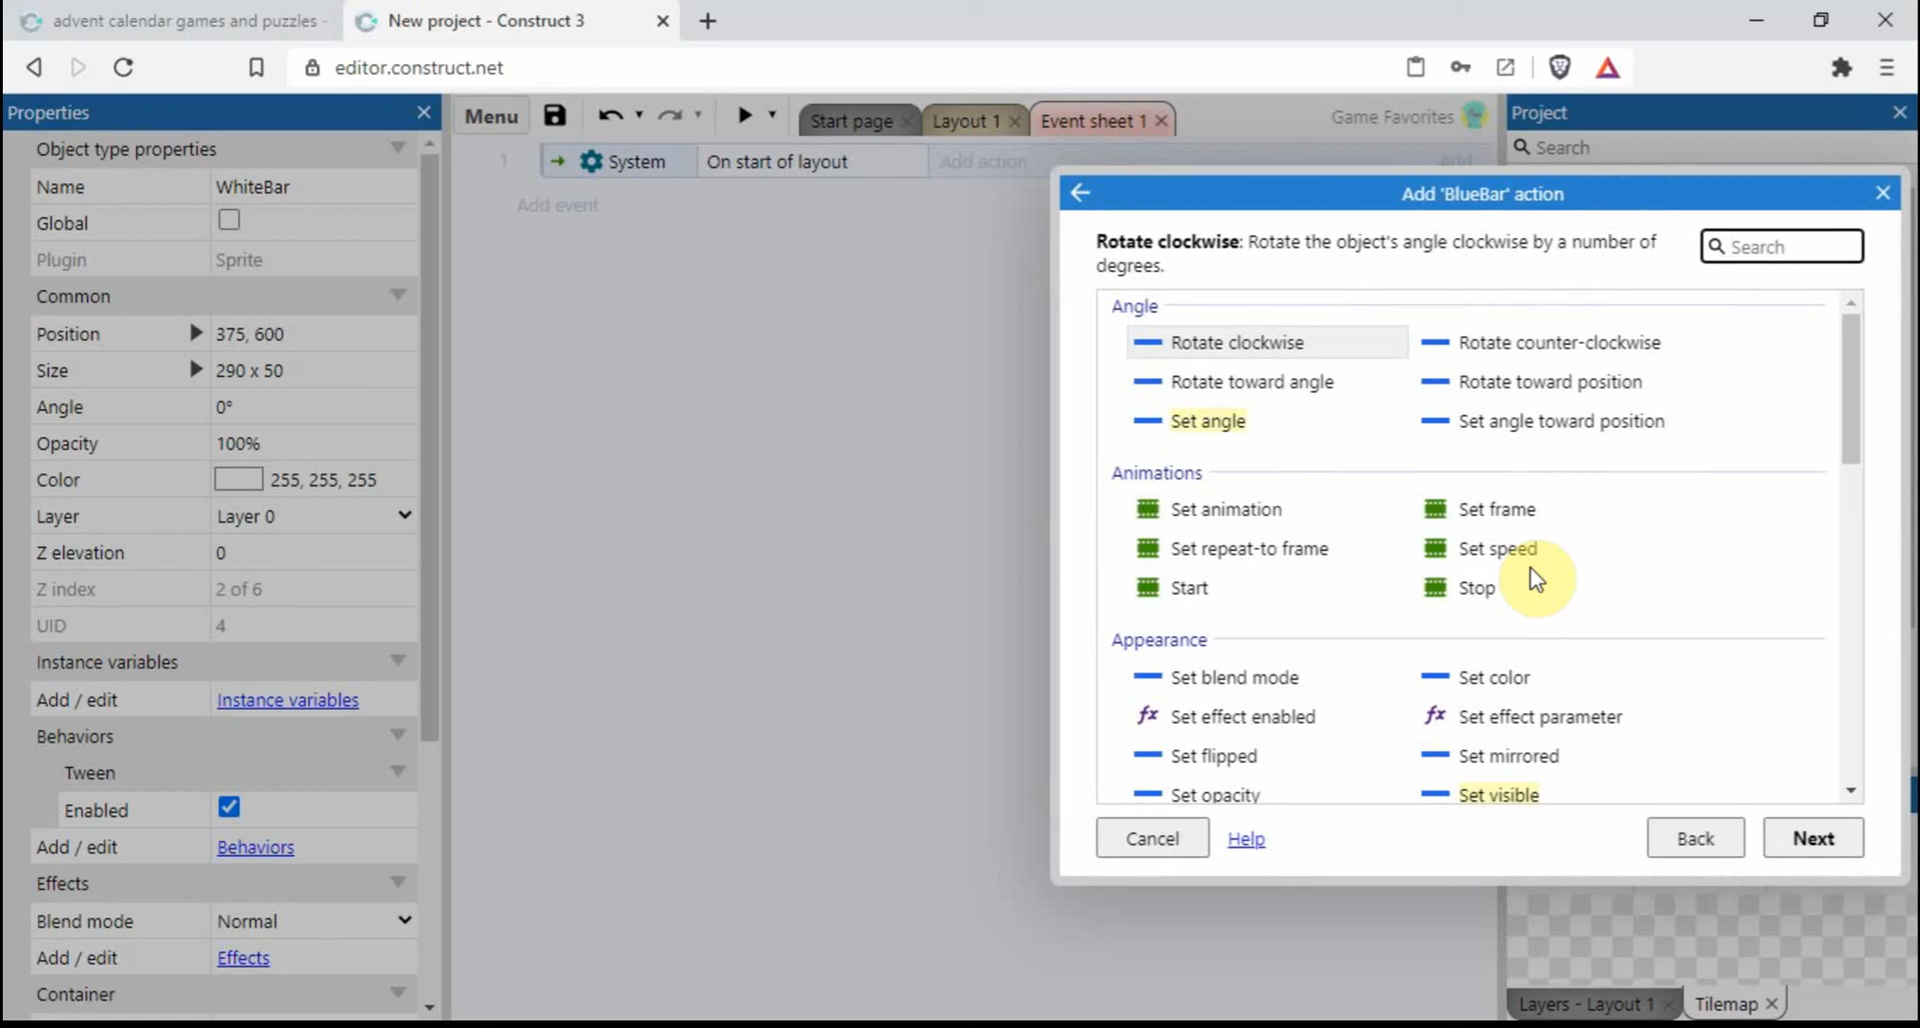 advent calendar games and puzzles -
New project - Construct 3
editor.construct.net
Properties
Object type properties
Name WhiteBar
Global
Plugin Sprite
Common
Position 375, 600
Size 290 x 50
Angle 0°
Opacity 100%
Color 255, 255, 255
Layer Layer 0
Z elevation 0
Z index 2 of 6
UID 4
Instance variables
Add / edit Instance variables
Behaviors
Tween
Enabled
Add / edit Behaviors
Effects
Blend mode Normal
Add / edit Effects
Container
Menu
Start page
Layout 1
Event sheet 1
Game Favorites
1 System On start of layout Add action Add
Add event
Project
Search
Add 'BlueBar' action
Rotate clockwise: Rotate the object's angle clockwise by a number of
degrees.
Search
Angle
Rotate clockwise Rotate counter-clockwise
Rotate toward angle Rotate toward position
Set angle Set angle toward position
Animations
Set animation Set frame
Set repeat-to frame Set speed
Start Stop
Appearance
Set blend mode Set color
fx Set effect enabled fx Set effect parameter
Set flipped Set mirrored
Set opacity Set visible
Cancel Help Back Next
Layers - Layout 1
Tilemap